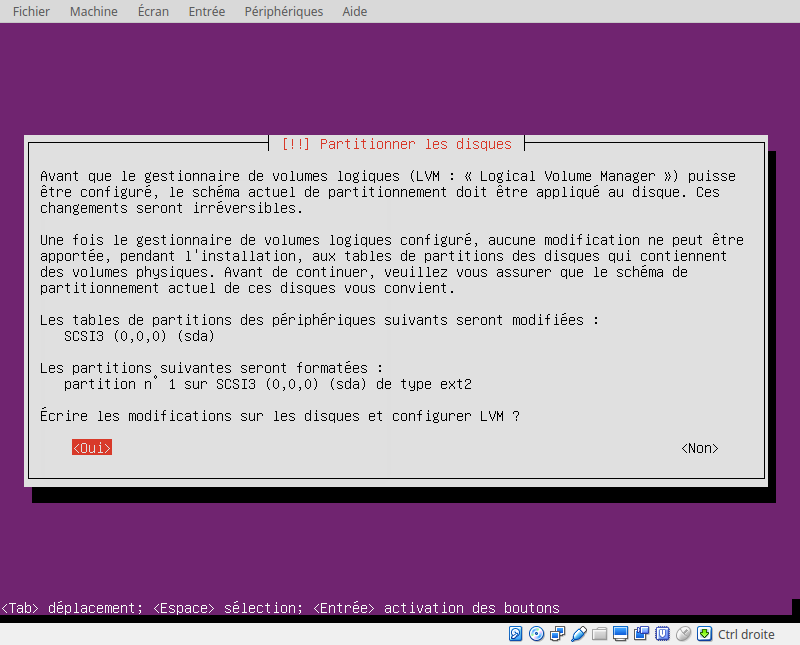 Fichier Machine Écran Entrée Périphériques Aide
[!!] Partitionner les disques
Avant que le gestionnaire de volumes logiques (LVM : « Logical Volume Manager ») puisse
être configuré, le schéma actuel de partitionnement doit être appliqué au disque. Ces
changements seront irréversibles.
Une fois le gestionnaire de volumes logiques configuré, aucune modification ne peut être
apportée, pendant l'installation, aux tables de partitions des disques qui contiennent
des volumes physiques. Avant de continuer, veuillez vous assurer que le schéma de
partitionnement actuel de ces disques vous convient.
Les tables de partitions des périphériques suivants seront modifiées :
SCSI3 (0,0,0) (sda)
Les partitions suivantes seront formatées :
partition n° 1 sur SCSI3 (0,0,0) (sda) de type ext2
Écrire les modifications sur les disques et configurer LVM ?
<Oui> <Non>
<Tab> déplacement; <Espace> sélection; <Entrée> activation des boutons
Ctrl droite